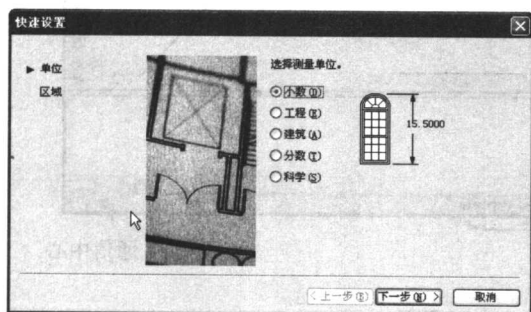 快速设置
单位
区域
选择测量单位。
小数(D)
工程(E)
建筑(A)
分数(T)
科学(S)
15.5000
< 上一步(B)
下一步(N) >
取消